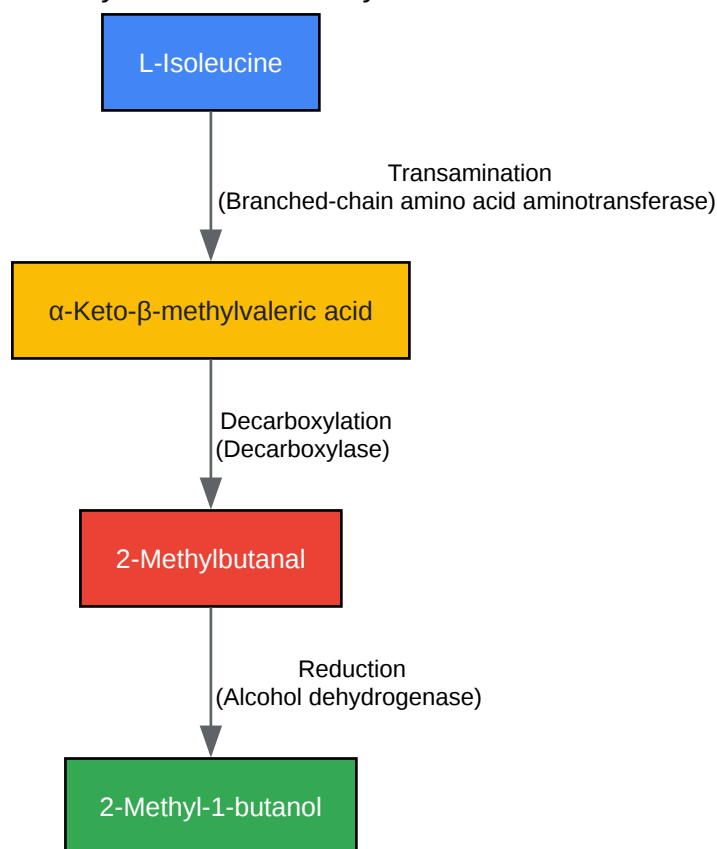 L-Isoleucine
Transamination
(Branched-chain amino acid aminotransferase)
α-Keto-β-methylvaleric acid
Decarboxylation
(Decarboxylase)
2-Methylbutanal
Reduction
(Alcohol dehydrogenase)
2-Methyl-1-butanol